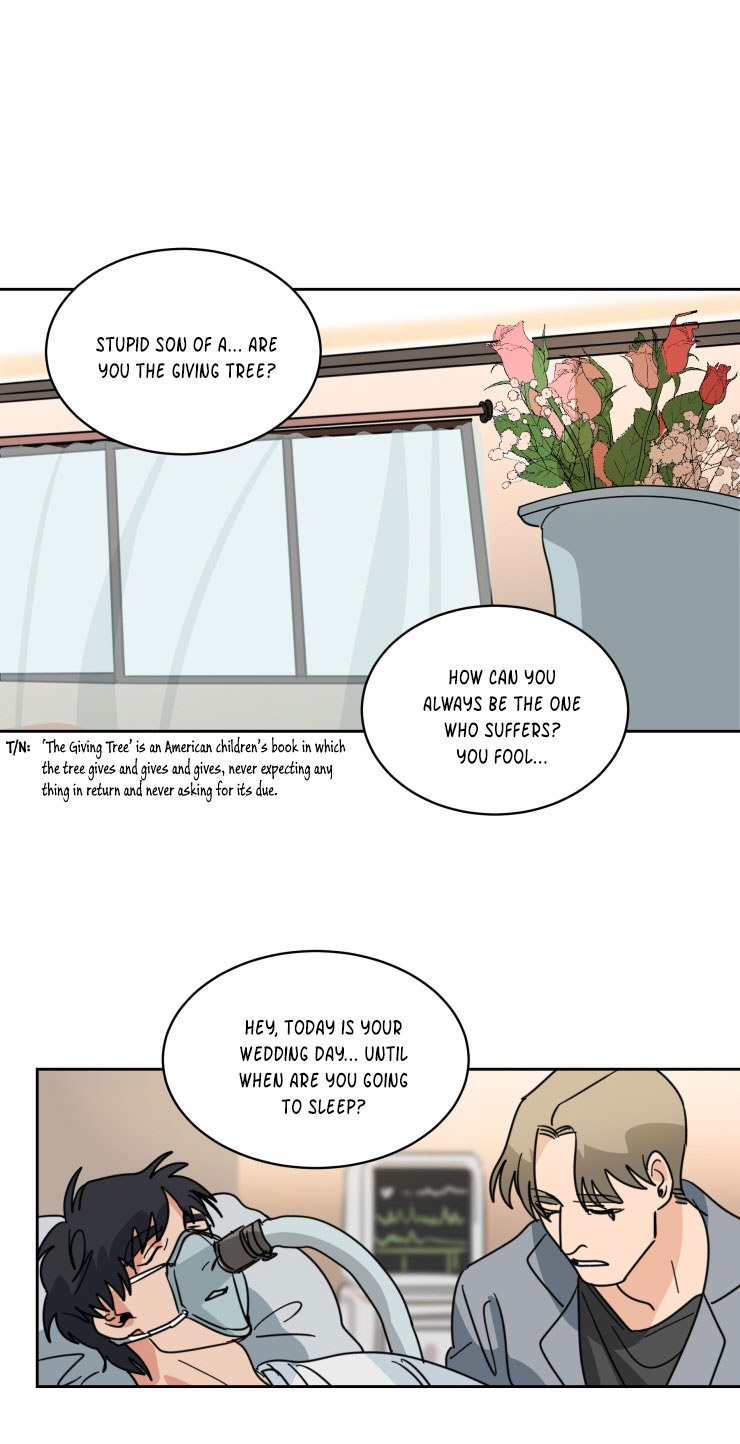 STUPID SON OF A... ARE
YOU THE GIVING TREE?
HOW CAN YOU
ALWAYS BE THE ONE
WHO SUFFERS?
YOU FOOL...
T/N: 'The Giving Tree' is an American children's book in which
the tree gives and gives and gives, never expecting any
thing in return and never asking for its due.
HEY, TODAY IS YOUR
WEDDING DAY... UNTIL
WHEN ARE YOU GOING
TO SLEEP?